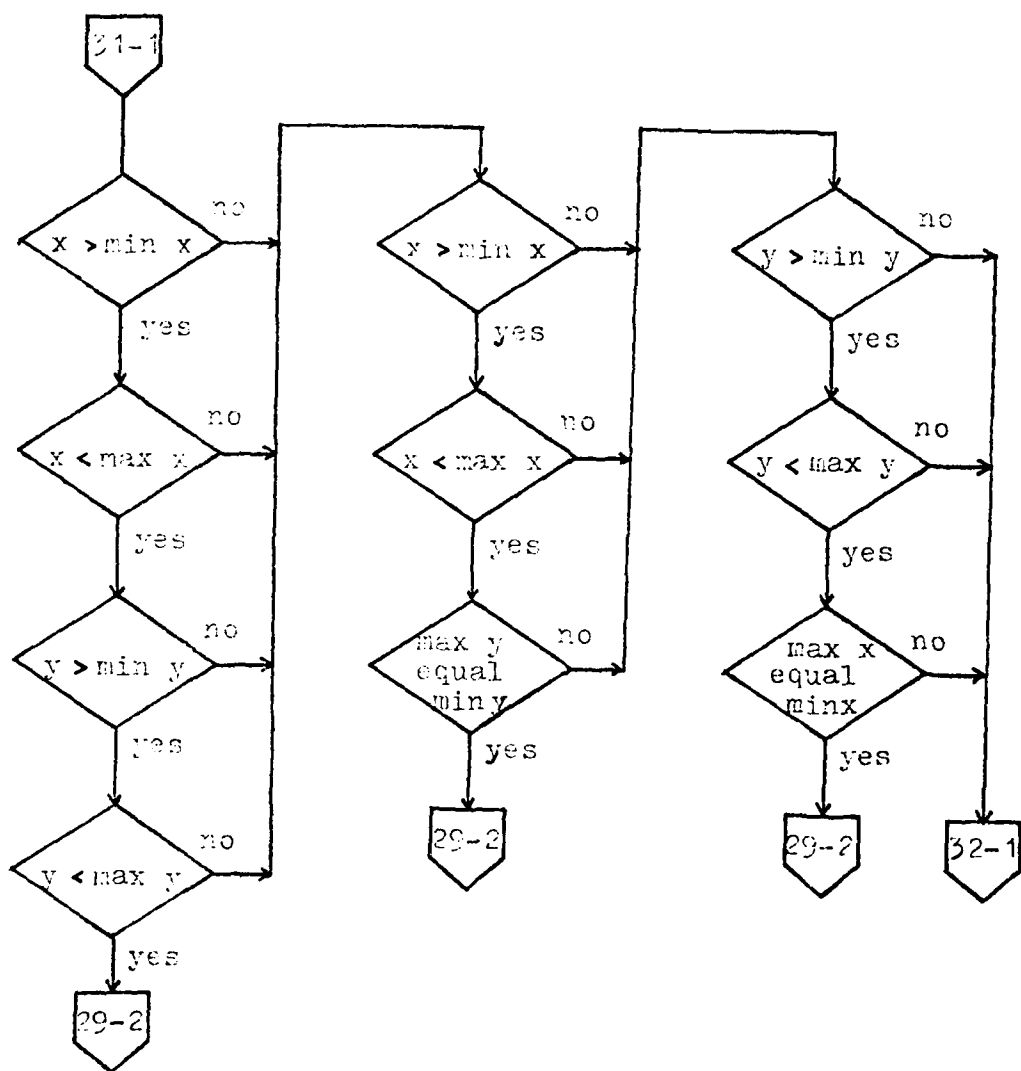 31-1
x > min x
no
yes
x < max x
no
yes
y > min y
no
yes
y < max y
no
yes
29-2
x > min x
no
yes
x < max x
no
yes
max y
equal
min y
no
yes
29-2
y > min y
no
yes
y < max y
no
yes
max x
equal
minx
no
yes
29-2
32-1